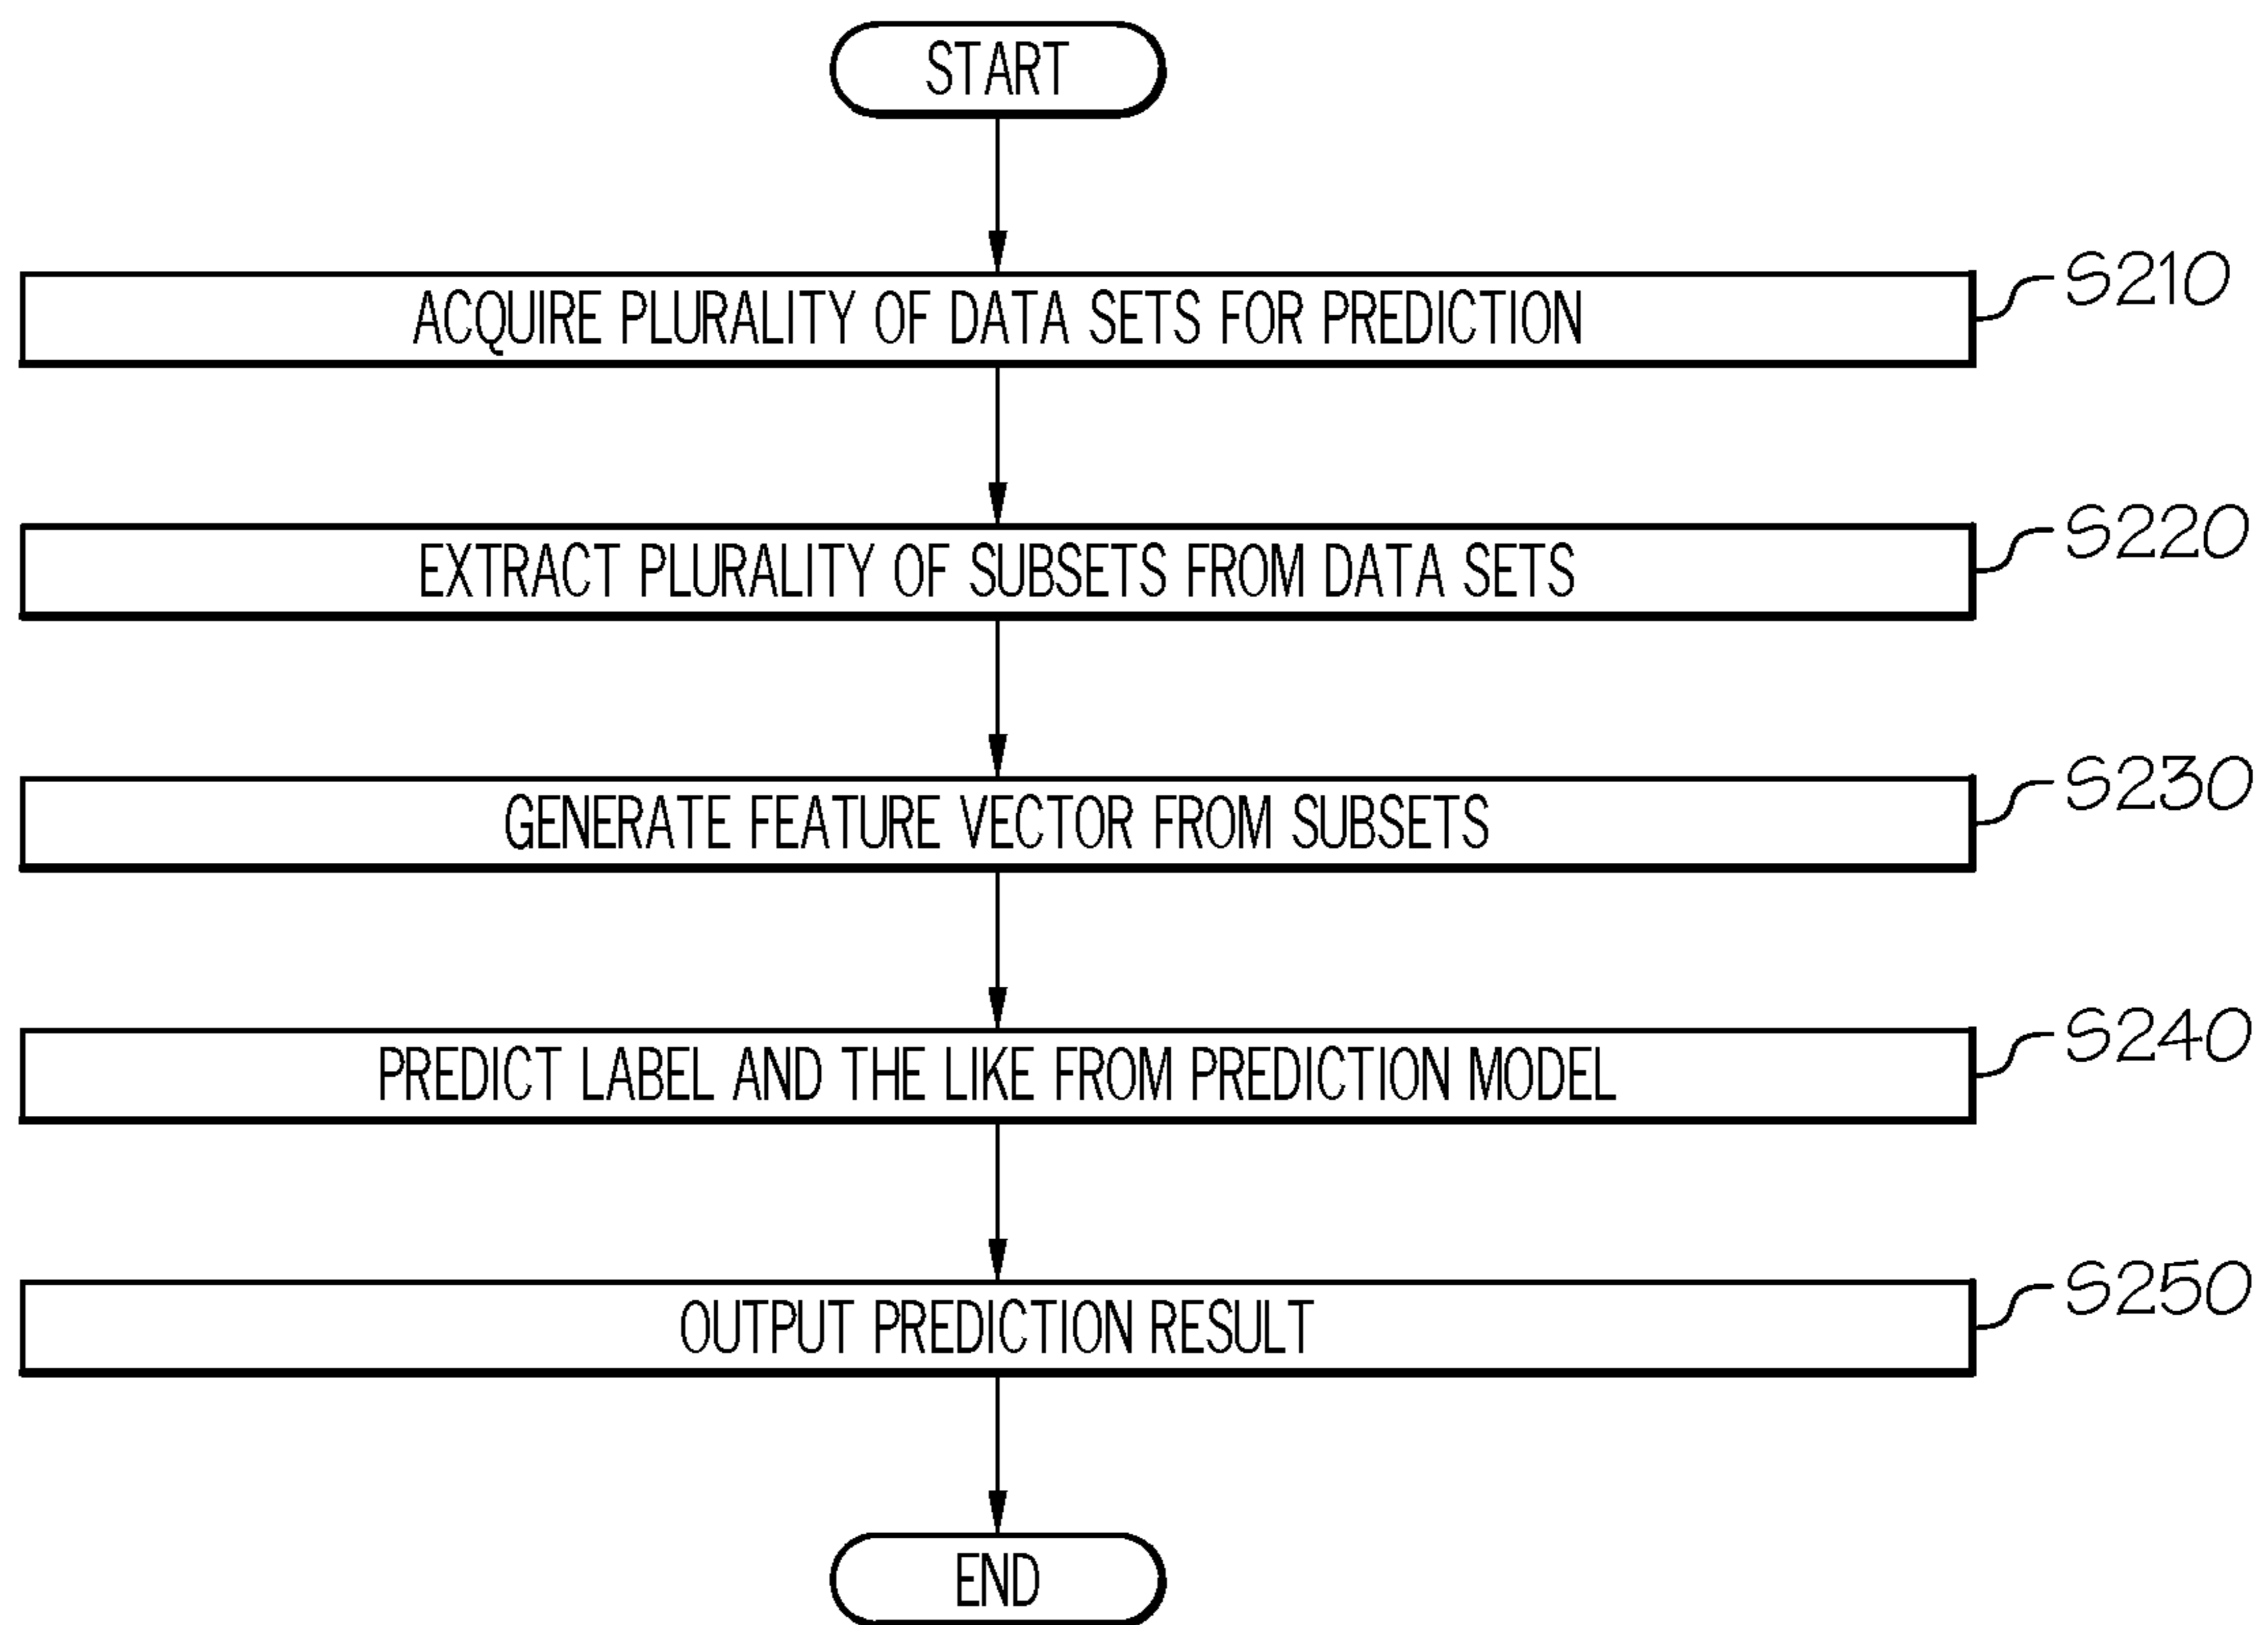 START
ACQUIRE PLURALITY OF DATA SETS FOR PREDICTION
S210
EXTRACT PLURALITY OF SUBSETS FROM DATA SETS
S220
GENERATE FEATURE VECTOR FROM SUBSETS
S230
PREDICT LABEL AND THE LIKE FROM PREDICTION MODEL
S240
OUTPUT PREDICTION RESULT
S250
END